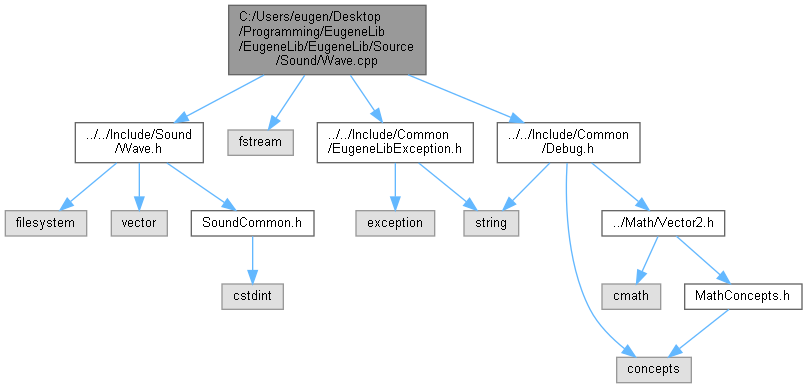 C:/Users/eugen/Desktop
/Programming/EugeneLib
/EugeneLib/EugeneLib/Source
/Sound/Wave.cpp
../../Include/Sound
/Wave.h
fstream
../../Include/Common
/EugeneLibException.h
../../Include/Common
/Debug.h
filesystem
vector
SoundCommon.h
exception
string
../Math/Vector2.h
cstdint
cmath
MathConcepts.h
concepts